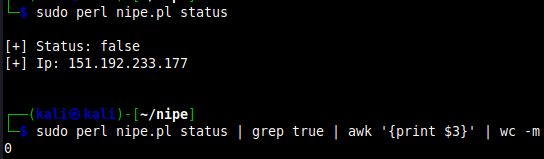 └─$ sudo perl nipe.pl status
[+] Status: false
[+] Ip: 151.192.233.177
┌──(kali㉿kali)-[~/nipe]
└─$ sudo perl nipe.pl status | grep true | awk '{print $3}' | wc -m
0